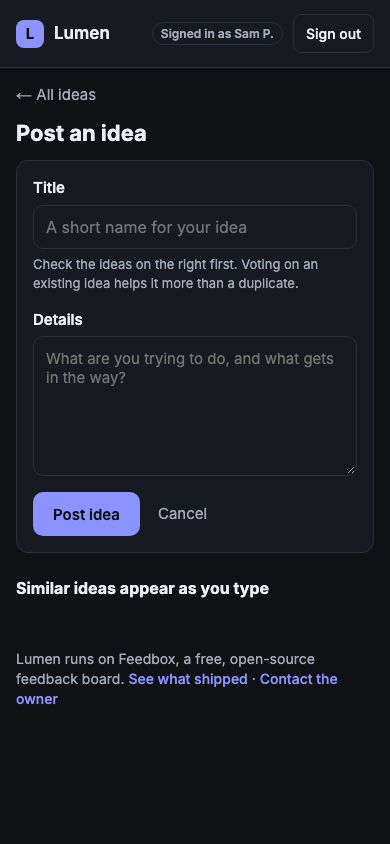 L Lumen Signed in as Sam P. Sign out
← All ideas
Post an idea
Title
A short name for your idea
Check the ideas on the right first. Voting on an
existing idea helps it more than a duplicate.
Details
What are you trying to do, and what gets
in the way?
Post idea Cancel
Similar ideas appear as you type
Lumen runs on Feedbox, a free, open-source
feedback board. See what shipped · Contact the
owner